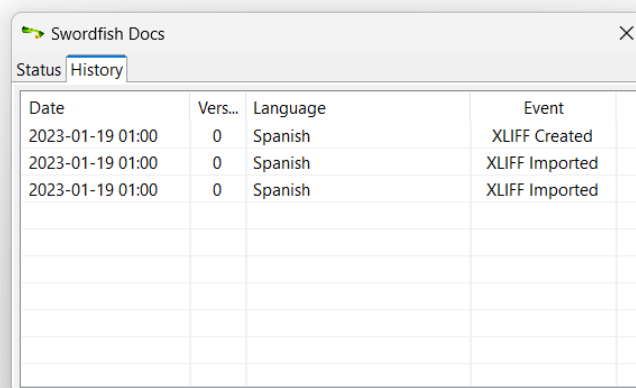 Swordfish Docs
Status History
Date Vers... Language Event
2023-01-19 01:00 0 Spanish XLIFF Created
2023-01-19 01:00 0 Spanish XLIFF Imported
2023-01-19 01:00 0 Spanish XLIFF Imported